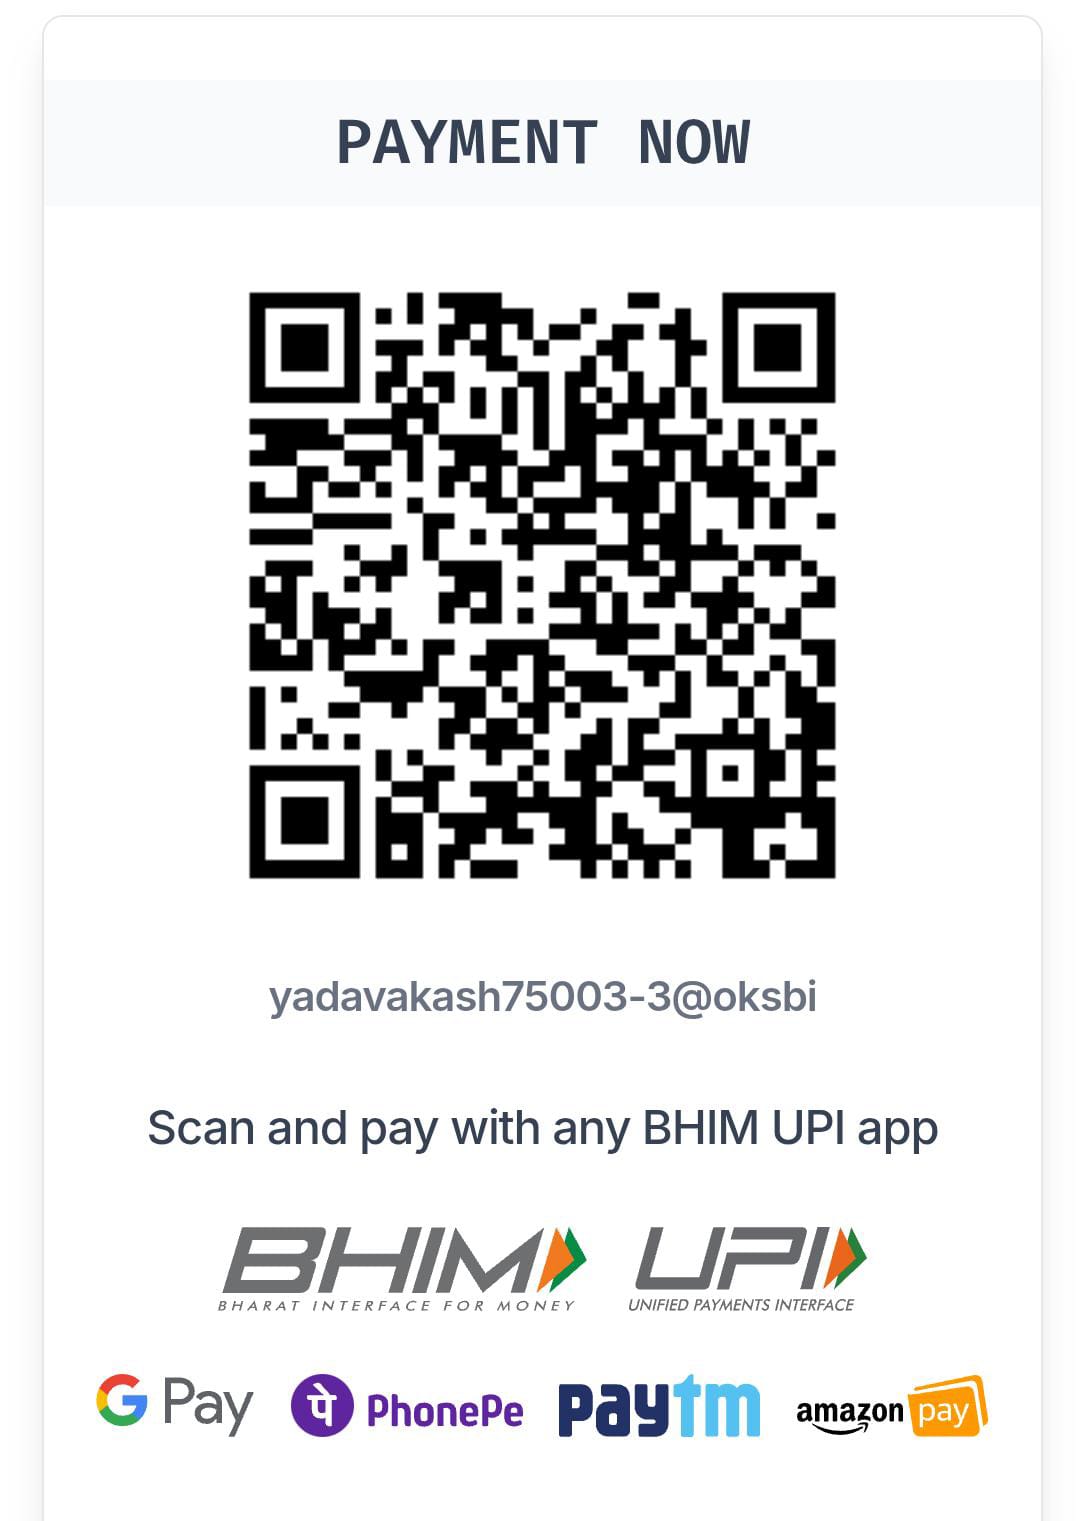 PAYMENT NOW
yadavakash75003-3@oksbi
Scan and pay with any BHIM UPI app
BHIM UPI
BHARAT INTERFACE FOR MONEY UNIFIED PAYMENTS INTERFACE
G Pay पे PhonePe paytm amazon pay